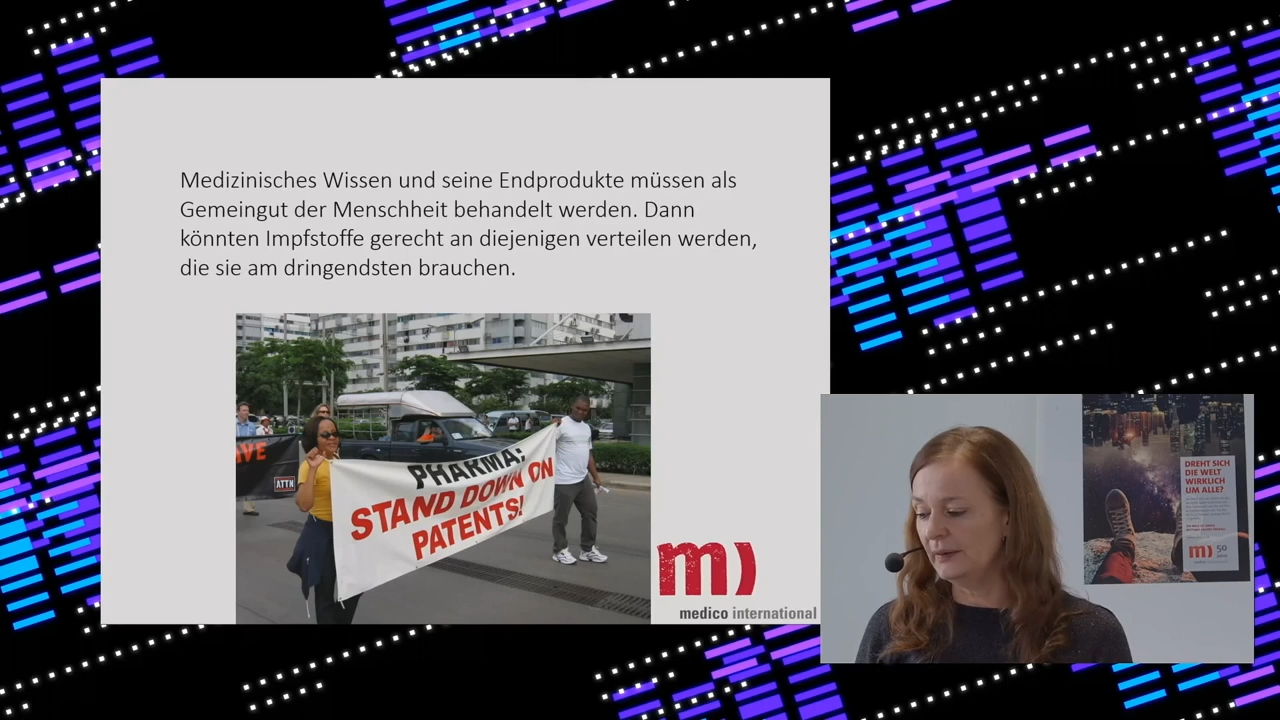 Medizinisches Wissen und seine Endprodukte müssen als
Gemeingut der Menschheit behandelt werden. Dann
könnten Impfstoffe gerecht an diejenigen verteilen werden,
die sie am dringendsten brauchen.
AVE
ATTN
PHARMA:
STAND DOWN ON
PATENTS!
m)
medico international
DREHT SICH
DIE WELT
WIRKLICH
UM ALLE?
m) 50